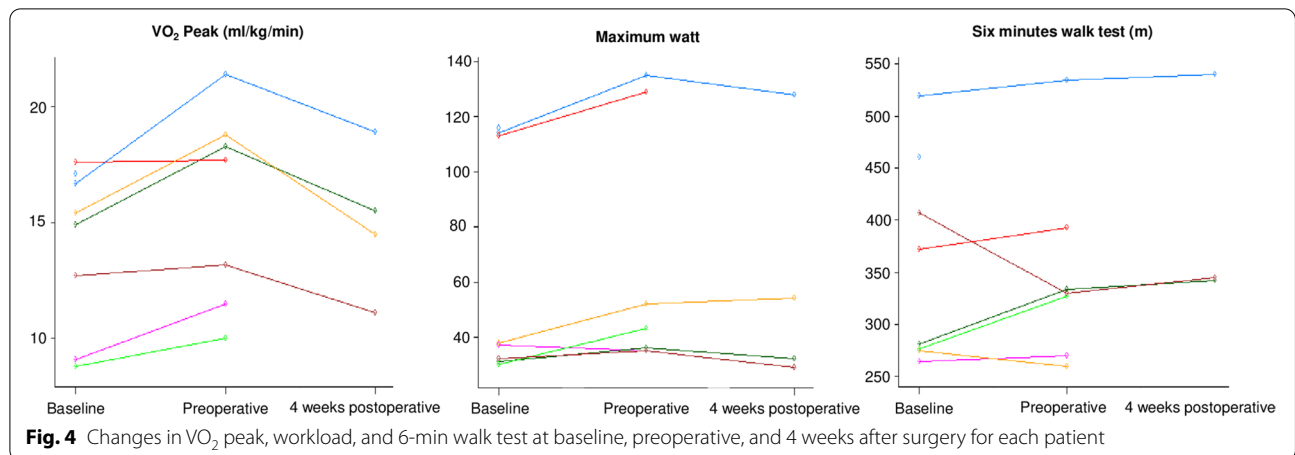 VO₂ Peak (ml/kg/min)
20
15
10
Baseline Preoperative 4 weeks postoperative
Maximum watt
140
120
100
80
60
40
Baseline Preoperative 4 weeks postoperative
Six minutes walk test (m)
550
500
450
400
350
300
250
Baseline Preoperative 4 weeks postoperative
Fig. 4 Changes in VO₂ peak, workload, and 6-min walk test at baseline, preoperative, and 4 weeks after surgery for each patient